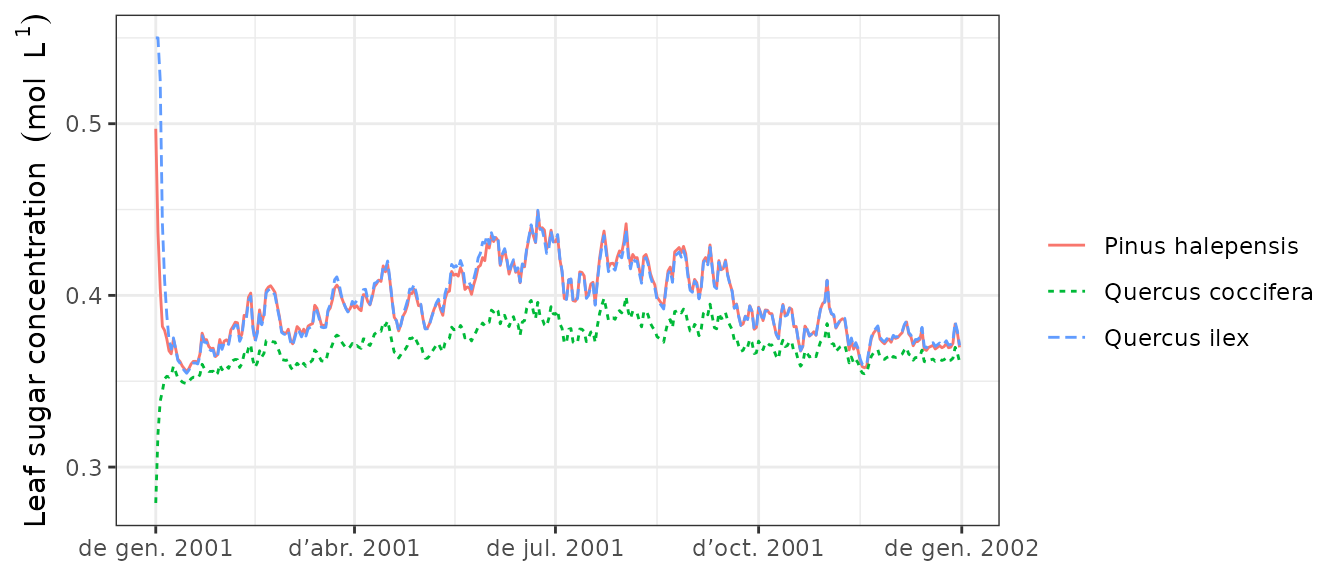 Leaf sugar concentration (mol L¹)
0.5
0.4
0.3
de gen. 2001
d’abr. 2001
de jul. 2001
d’oct. 2001
de gen. 2002
Pinus halepensis
Quercus coccifera
Quercus ilex